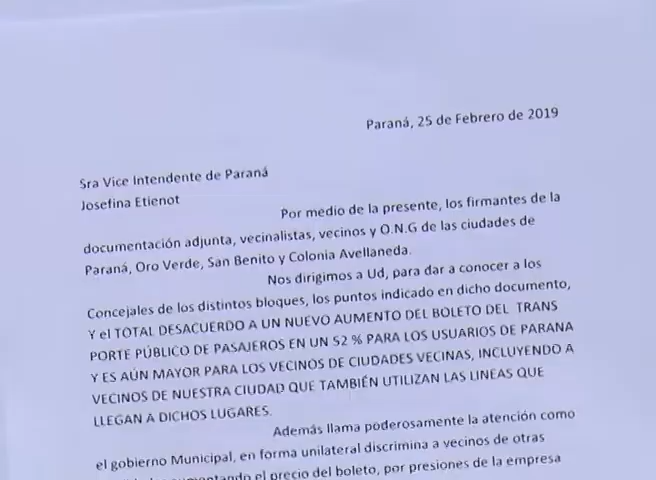 Paraná, 25 de Febrero de 2019
Sra Vice Intendente de Paraná
Josefina Etienot
Por medio de la presente, los firmantes de la
documentación adjunta, vecinalistas, vecinos y O.N.G de las ciudades de
Paraná, Oro Verde, San Benito y Colonia Avellaneda.
Nos dirigimos a Ud, para dar a conocer a los
Concejales de los distintos bloques, los puntos indicado en dicho documento,
Y el TOTAL DESACUERDO A UN NUEVO AUMENTO DEL BOLETO DEL TRANS
PORTE PÚBLICO DE PASAJEROS EN UN 52 % PARA LOS USUARIOS DE PARANA
Y ES AÚN MAYOR PARA LOS VECINOS DE CIUDADES VECINAS, INCLUYENDO A
VECINOS DE NUESTRA CIUDAD QUE TAMBIÉN UTILIZAN LAS LINEAS QUE
LLEGAN A DICHOS LUGARES.
Además llama poderosamente la atención como
el gobierno Municipal, en forma unilateral discrimina a vecinos de otras
aumentando el precio del boleto, por presiones de la empresa